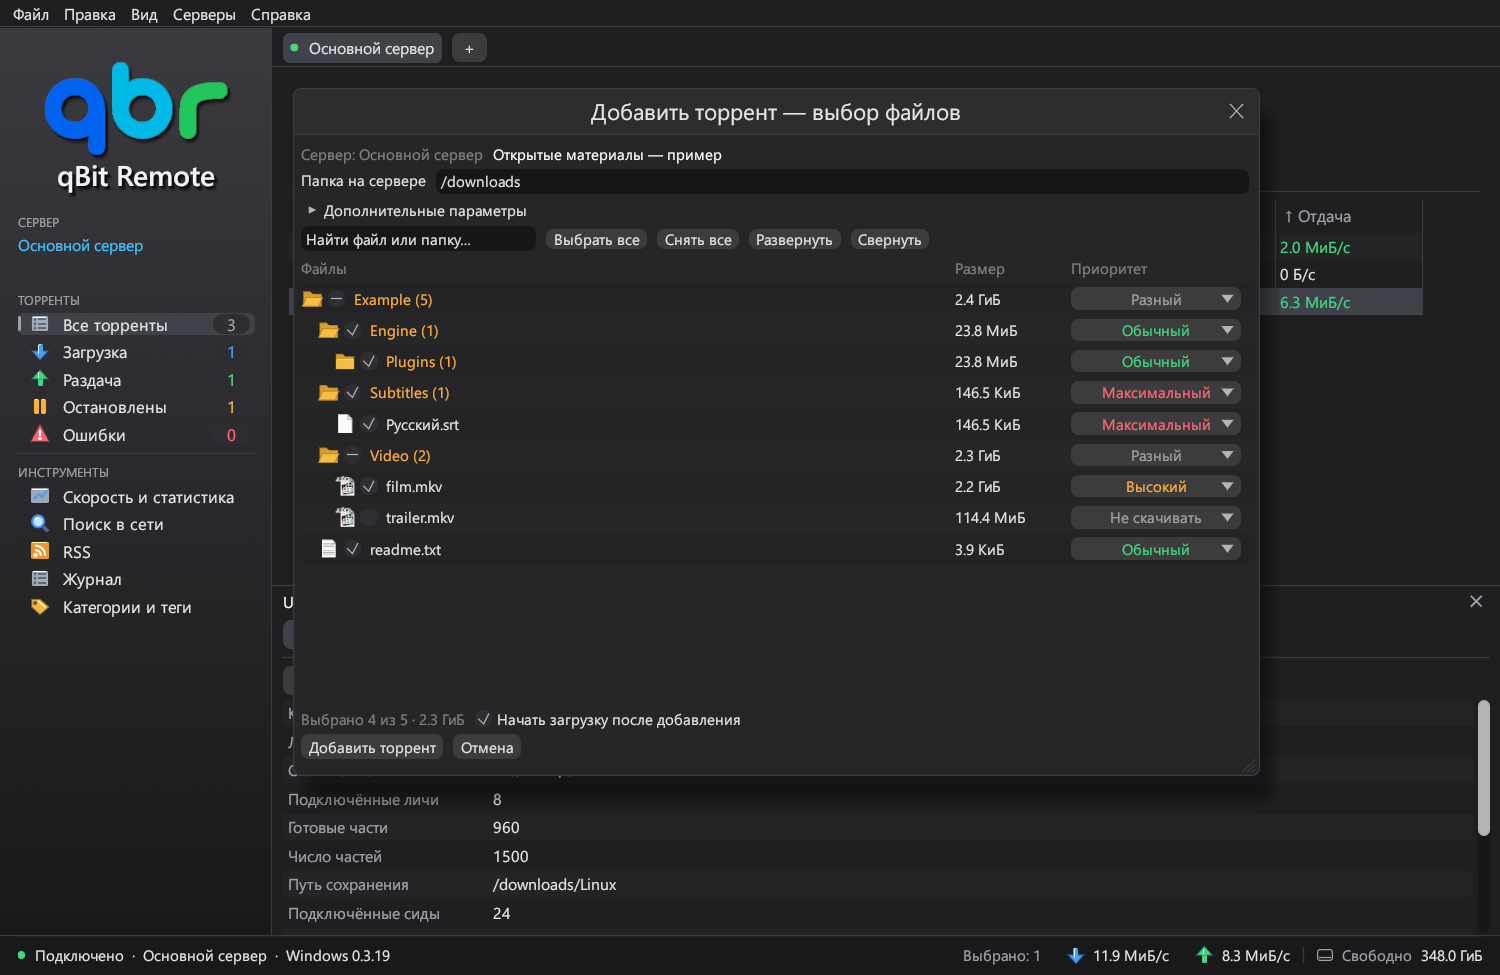 Файл Правка Вид Серверы Справка
qbr
qBit Remote
СЕРВЕР
Основной сервер
ТОРРЕНТЫ
Все торренты 3
Загрузка 1
Раздача 1
Остановлены 1
Ошибки 0
ИНСТРУМЕНТЫ
Скорость и статистика
Поиск в сети
RSS
Журнал
Категории и теги
Основной сервер +
Добавить торрент — выбор файлов
Сервер: Основной сервер Открытые материалы — пример
Папка на сервере /downloads
Дополнительные параметры
Найти файл или папку... Выбрать все Снять все Развернуть Свернуть
Файлы Размер Приоритет
Example (5) 2.4 ГиБ Разный
Engine (1) 23.8 МиБ Обычный
Plugins (1) 23.8 МиБ Обычный
Subtitles (1) 146.5 КиБ Максимальный
Русский.srt 146.5 КиБ Максимальный
Video (2) 2.3 ГиБ Разный
film.mkv 2.2 ГиБ Высокий
trailer.mkv 114.4 МиБ Не скачивать
readme.txt 3.9 КиБ Обычный
Выбрано 4 из 5 · 2.3 ГиБ Начать загрузку после добавления
Добавить торрент Отмена
↑ Отдача
2.0 МиБ/с
0 Б/с
6.3 МиБ/с
Подключённые личи 8
Готовые части 960
Число частей 1500
Путь сохранения /downloads/Linux
Подключённые сиды 24
Подключено · Основной сервер · Windows 0.3.19
Выбрано: 1 11.9 МиБ/с 8.3 МиБ/с Свободно 348.0 ГиБ